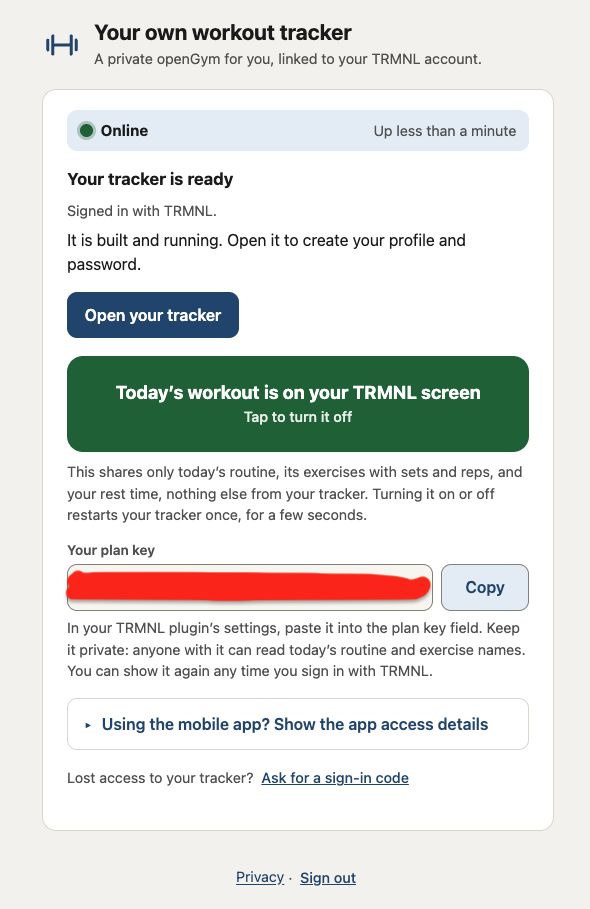 Your own workout tracker
A private openGym for you, linked to your TRMNL account.
Online
Up less than a minute
Your tracker is ready
Signed in with TRMNL.
It is built and running. Open it to create your profile and
password.
Open your tracker
Today’s workout is on your TRMNL screen
Tap to turn it off
This shares only today’s routine, its exercises with sets and reps, and
your rest time, nothing else from your tracker. Turning it on or off
restarts your tracker once, for a few seconds.
Your plan key
Copy
In your TRMNL plugin’s settings, paste it into the plan key field. Keep
it private: anyone with it can read today’s routine and exercise names.
You can show it again any time you sign in with TRMNL.
▸ Using the mobile app? Show the app access details
Lost access to your tracker? Ask for a sign-in code
Privacy · Sign out